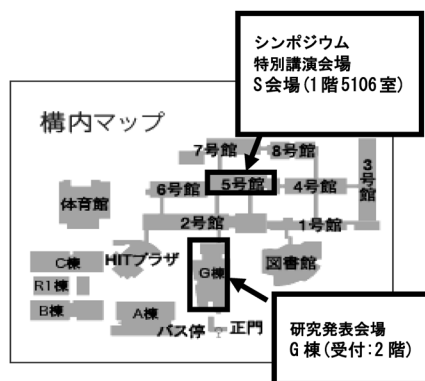 シンポジウム
特別講演会場
S会場(1階5106室)
構内マップ
7号館
8号館
3号館
6号館
5号館
4号館
体育館
2号館
1号館
C棟
HITプラザ
G棟
図書館
R1棟
B棟
A棟
バス停
正門
研究発表会場
G棟(受付:2階)